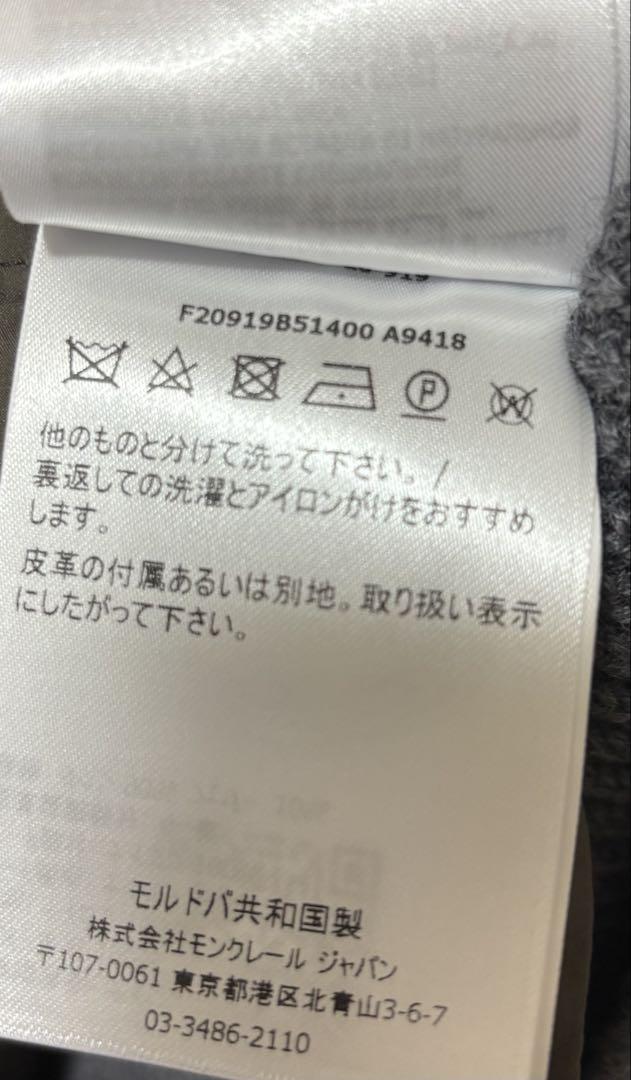 F20919B51400 A9418
P
W
他のものと分けて洗って下さい。/
裏返しての洗濯とアイロンがけをおすすめ
します。
皮革の付属あるいは別地。取り扱い表示
にしたがって下さい。
モルドバ共和国製
株式会社モンクレール ジャパン
〒107-0061 東京都港区北青山3-6-7
03-3486-2110